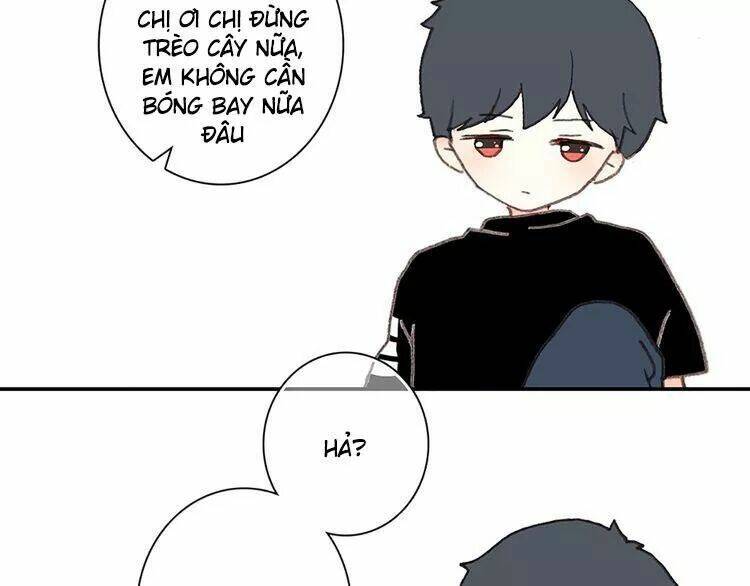 CHỊ ƠI CHỊ ĐỪNG
TRÈO CÂY NỮA,
EM KHÔNG CẦN
BÓNG BAY NỮA
ĐÂU
HẢ?